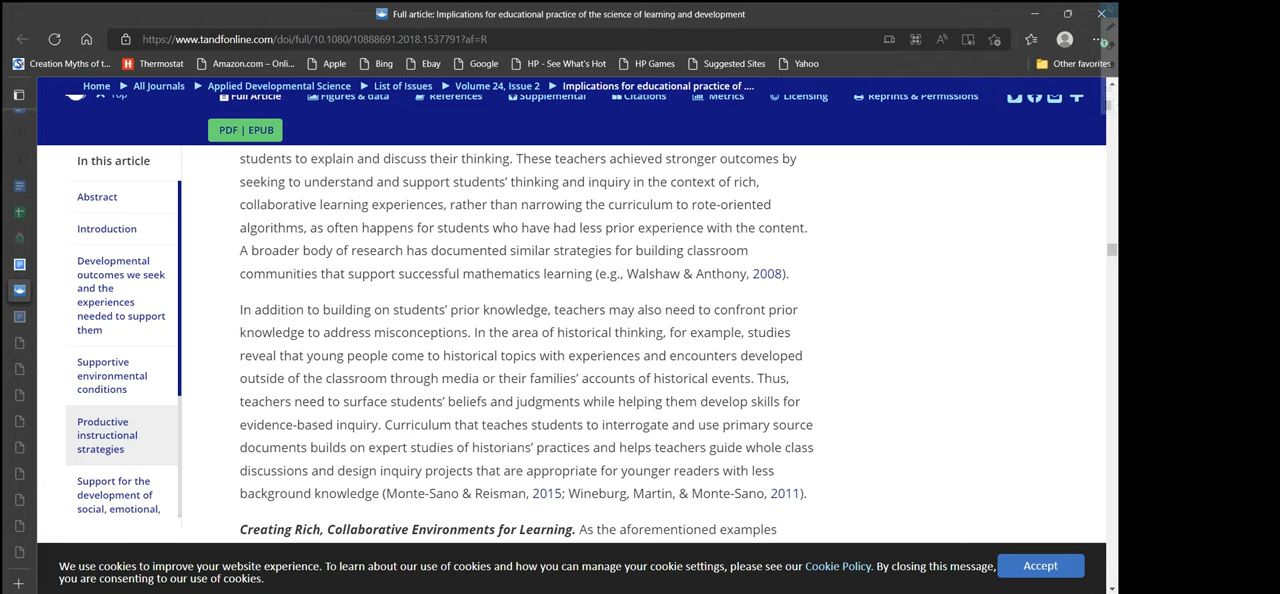 Full article: Implications for educational practice of the science of learning and development
https://www.tandfonline.com/doi/full/10.1080/10888691.2018.1537791?af=R
Creation Myths of t... Thermostat Amazon.com – Onli... Apple Bing Ebay Google HP - See What's Hot HP Games Suggested Sites Yahoo Other favorites
Home All Journals Applied Developmental Science List of Issues Volume 24, Issue 2 Implications for educational practice of ....
Top Full Article Figures & data References Supplemental Citations Metrics Licensing Reprints & Permissions
PDF | EPUB
In this article
Abstract
Introduction
Developmental
outcomes we seek
and the
experiences
needed to support
them
Supportive
environmental
conditions
Productive
instructional
strategies
Support for the
development of
social, emotional,
students to explain and discuss their thinking. These teachers achieved stronger outcomes by
seeking to understand and support students’ thinking and inquiry in the context of rich,
collaborative learning experiences, rather than narrowing the curriculum to rote-oriented
algorithms, as often happens for students who have had less prior experience with the content.
A broader body of research has documented similar strategies for building classroom
communities that support successful mathematics learning (e.g., Walshaw & Anthony, 2008).
In addition to building on students’ prior knowledge, teachers may also need to confront prior
knowledge to address misconceptions. In the area of historical thinking, for example, studies
reveal that young people come to historical topics with experiences and encounters developed
outside of the classroom through media or their families’ accounts of historical events. Thus,
teachers need to surface students’ beliefs and judgments while helping them develop skills for
evidence-based inquiry. Curriculum that teaches students to interrogate and use primary source
documents builds on expert studies of historians’ practices and helps teachers guide whole class
discussions and design inquiry projects that are appropriate for younger readers with less
background knowledge (Monte-Sano & Reisman, 2015; Wineburg, Martin, & Monte-Sano, 2011).
Creating Rich, Collaborative Environments for Learning. As the aforementioned examples
We use cookies to improve your website experience. To learn about our use of cookies and how you can manage your cookie settings, please see our Cookie Policy. By closing this message,
you are consenting to our use of cookies.
Accept